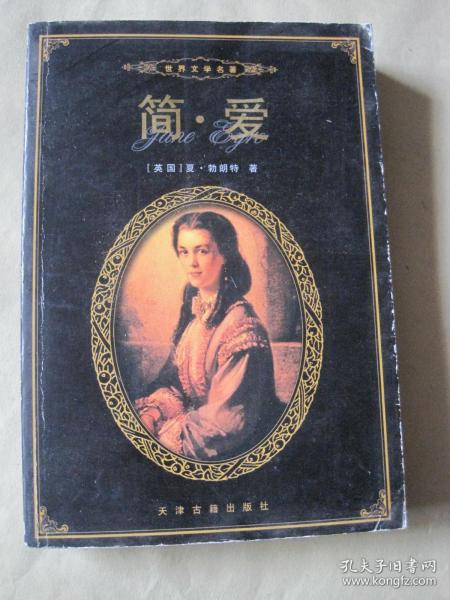 世界文学名著
简·爱
Jane Eyre
[英国]夏·勃朗特 著
天津古籍出版社
孔夫子旧书网
www.kongfz.com